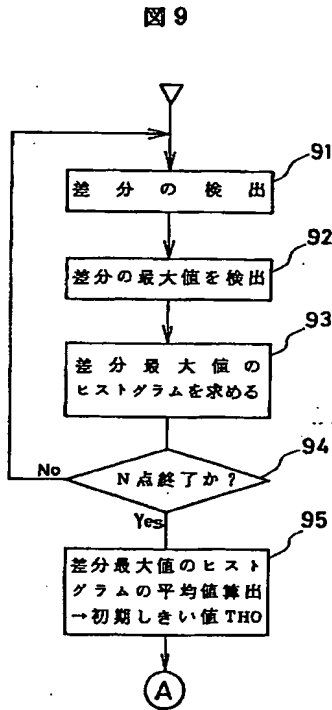 図9
91
差分の検出
92
差分の最大値を検出
93
差分最大値の
ヒストグラムを求める
94
N点終了か?
No
Yes
95
差分最大値のヒスト
グラムの平均値算出
→初期しきい値THO
A